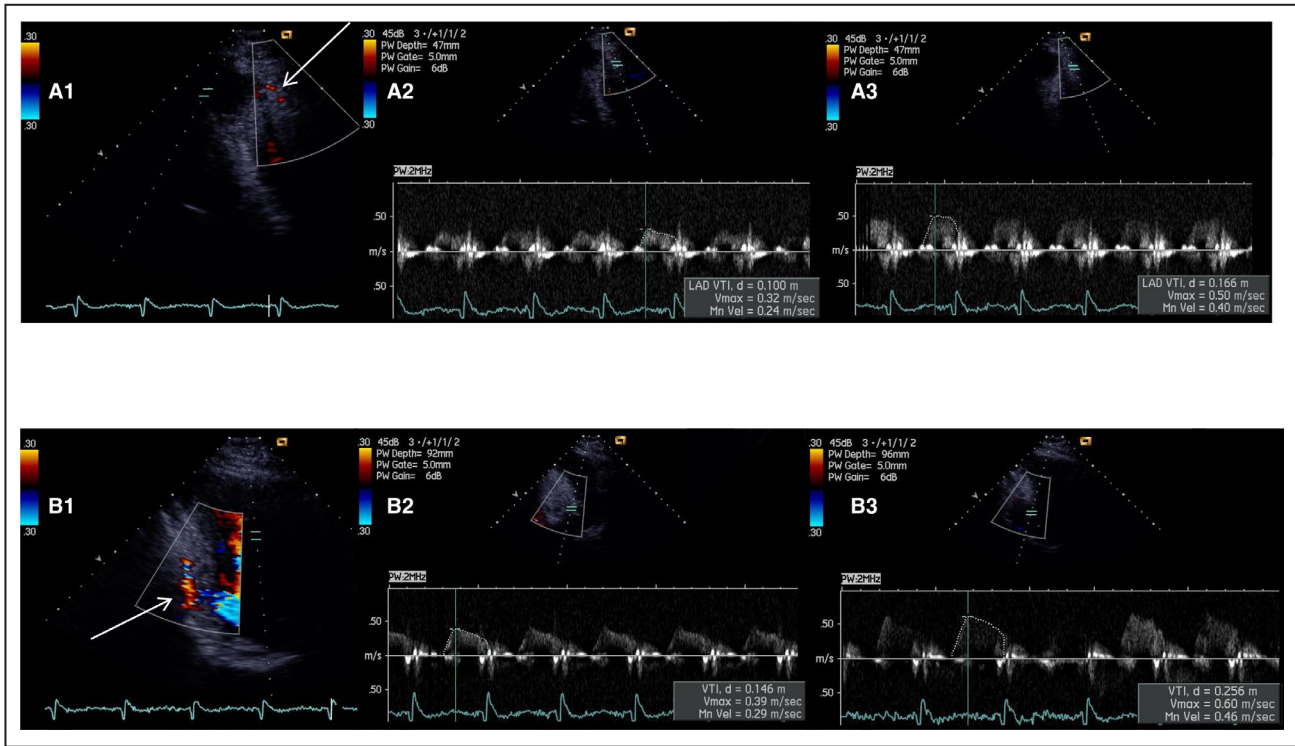 .30
A1
.30
.30 45dB 3 •/+1/1/ 2
PW Depth= 47mm
PW Gate= 5.0mm
PW Gain= 6dB
A2
.30
PW:2MHz
.50
m/s
.50
LAD VTI, d = 0.100 m
Vmax = 0.32 m/sec
Mn Vel = 0.24 m/sec
.30 45dB 3 •/+1/1/ 2
PW Depth= 47mm
PW Gate= 5.0mm
PW Gain= 6dB
A3
.30
PW:2MHz
.50
m/s
.50
LAD VTI, d = 0.166 m
Vmax = 0.50 m/sec
Mn Vel = 0.40 m/sec
.30
B1
.30
.30 45dB 3 •/+1/1/ 2
PW Depth= 92mm
PW Gate= 5.0mm
PW Gain= 6dB
B2
.30
PW:2MHz
.50
m/s
.50
VTI, d = 0.146 m
Vmax = 0.39 m/sec
Mn Vel = 0.29 m/sec
.30 45dB 3 •/+1/1/ 2
PW Depth= 96mm
PW Gate= 5.0mm
PW Gain= 6dB
B3
.30
PW:2MHz
.50
m/s
.50
VTI, d = 0.256 m
Vmax = 0.60 m/sec
Mn Vel = 0.46 m/sec